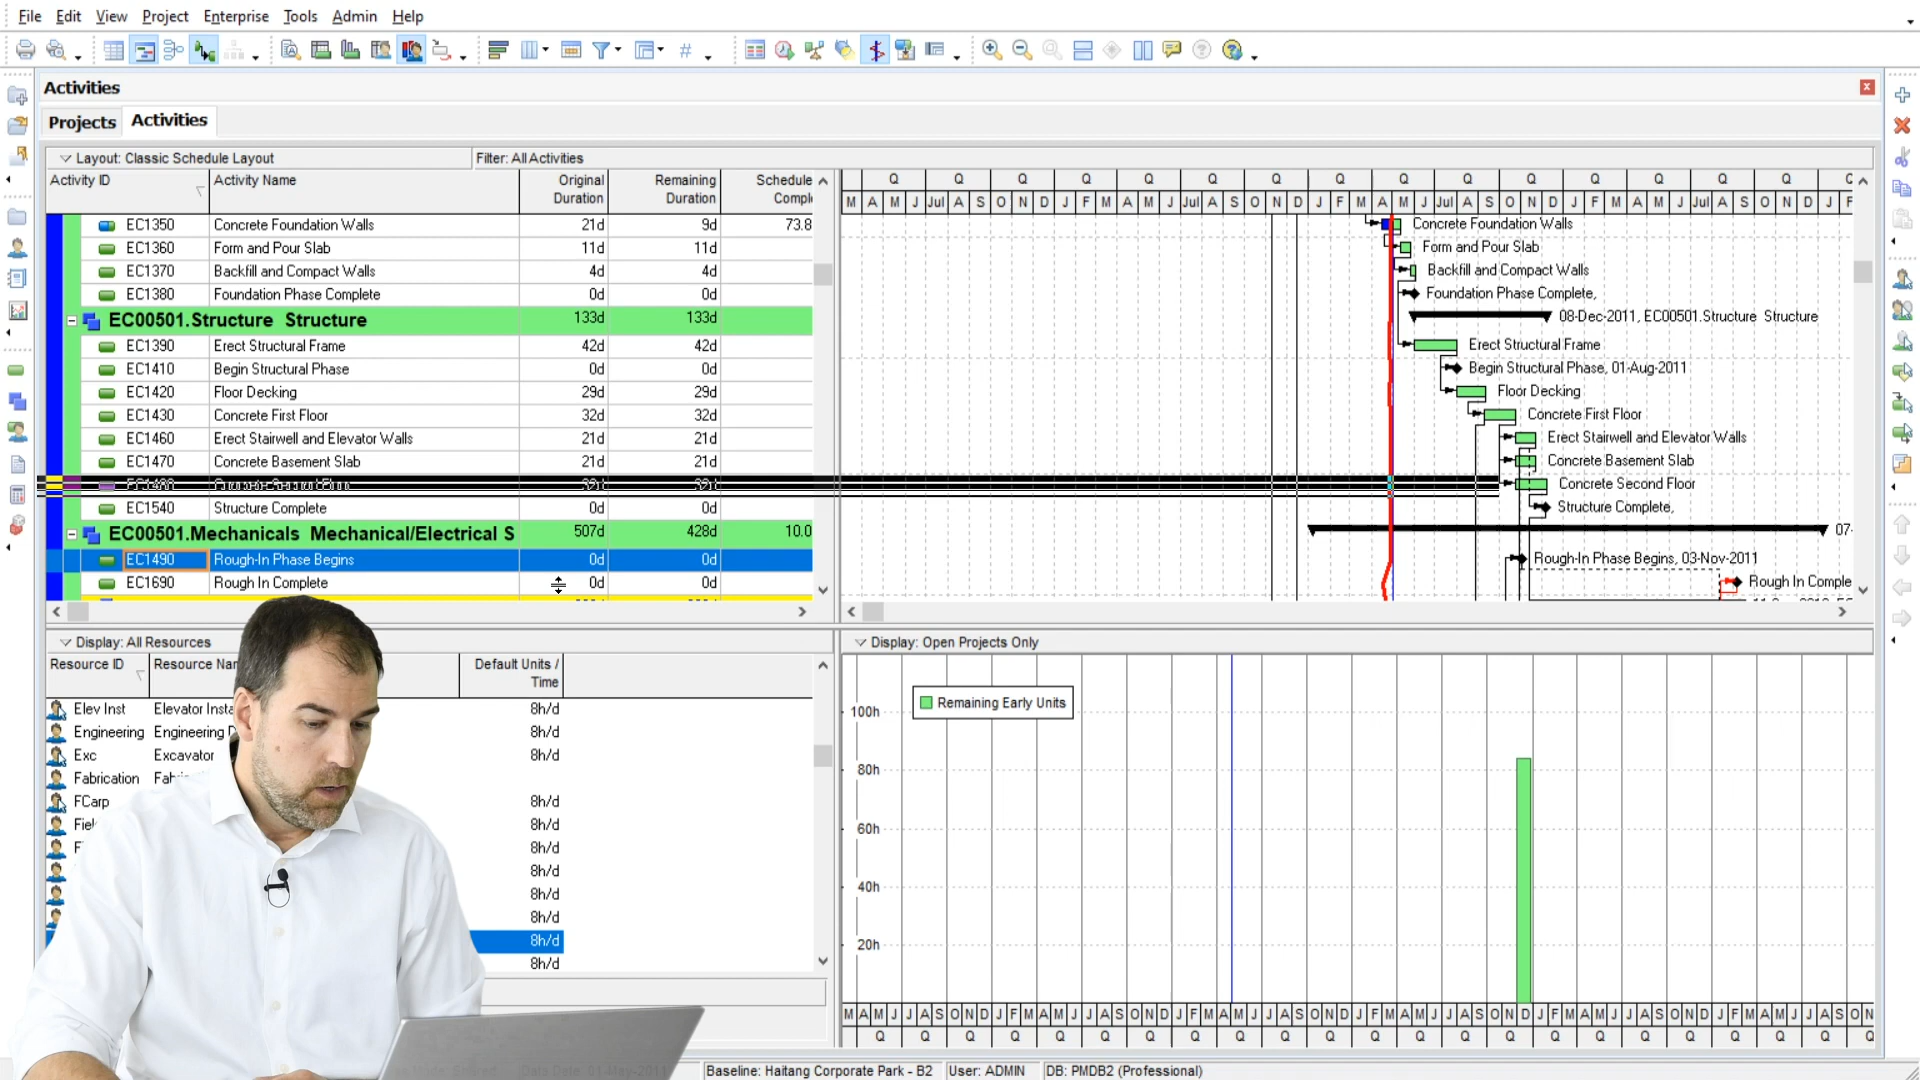 File Edit View Project Enterprise Tools Admin Help
Activities
Projects Activities
Layout: Classic Schedule Layout Filter: All Activities
Activity ID Activity Name Original Duration Remaining Duration Schedule Compl
Q Q Q Q Q Q Q Q Q Q Q Q Q Q Q
M A M J Jul A S O N D J F M A M J Jul A S O N D J F M A M J Jul A S O N D J F M A M J Jul A S O N D J F
EC1350 Concrete Foundation Walls 21d 9d 73.8 Concrete Foundation Walls
EC1360 Form and Pour Slab 11d 11d Form and Pour Slab
EC1370 Backfill and Compact Walls 4d 4d Backfill and Compact Walls
EC1380 Foundation Phase Complete 0d 0d Foundation Phase Complete,
EC00501.Structure Structure 133d 133d 08-Dec-2011, EC00501.Structure Structure
EC1390 Erect Structural Frame 42d 42d Erect Structural Frame
EC1410 Begin Structural Phase 0d 0d Begin Structural Phase, 01-Aug-2011
EC1420 Floor Decking 29d 29d Floor Decking
EC1430 Concrete First Floor 32d 32d Concrete First Floor
EC1460 Erect Stairwell and Elevator Walls 21d 21d Erect Stairwell and Elevator Walls
EC1470 Concrete Basement Slab 21d 21d Concrete Basement Slab
Concrete Second Floor
EC1540 Structure Complete 0d 0d Structure Complete,
EC00501.Mechanicals Mechanical/Electrical S 507d 428d 10.0 07-
EC1490 Rough-In Phase Begins 0d 0d Rough-In Phase Begins, 03-Nov-2011
EC1690 Rough In Complete 0d 0d Rough In Comple
Display: All Resources Display: Open Projects Only
Resource ID Resource Nar Default Units / Time
Remaining Early Units
100h
80h
60h
40h
20h
Elev Inst Elevator Insta 8h/d
Engineering Engineering D 8h/d
Exc Excavator 8h/d
Fabrication Fabri
FCarp 8h/d
Fiel 8h/d
8h/d
8h/d
8h/d
8h/d
8h/d
8h/d
M A M J J A S O N D J F M A M J J A S O N D J F M A M J J A S O N D J F M A M J J A S O N D J F M A M J J A S O N D J F M A M J J A S O N
Q Q Q Q Q Q Q Q Q Q Q Q Q Q Q Q Q Q Q Q Q Q Q
Baseline: Haitang Corporate Park - B2 User: ADMIN DB: PMDB2 (Professional)